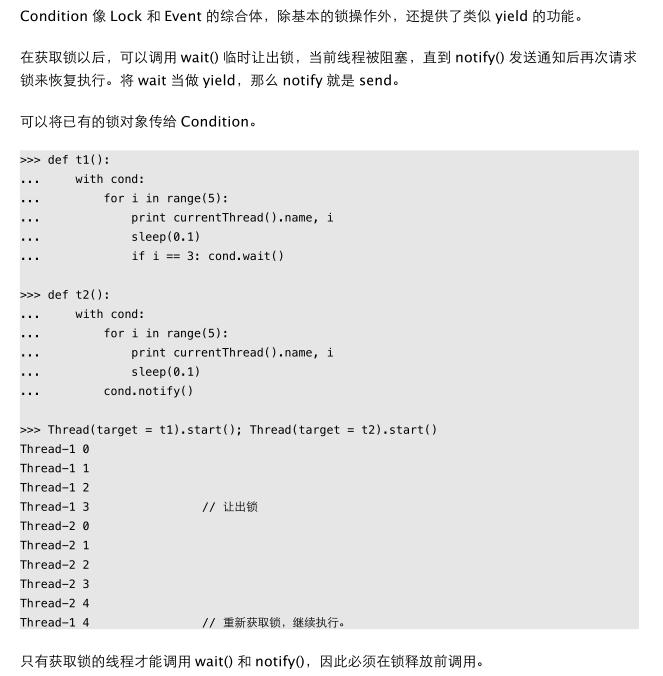 Condition 像 Lock 和 Event 的综合体，除基本的锁操作外，还提供了类似 yield 的功能。
在获取锁以后，可以调用 wait() 临时让出锁，当前线程被阻塞，直到 notify() 发送通知后再次请求
锁来恢复执行。将 wait 当做 yield，那么 notify 就是 send。
可以将已有的锁对象传给 Condition。
>>> def t1():
...     with cond:
...         for i in range(5):
...             print currentThread().name, i
...             sleep(0.1)
...             if i == 3: cond.wait()
>>> def t2():
...     with cond:
...         for i in range(5):
...             print currentThread().name, i
...             sleep(0.1)
...         cond.notify()
>>> Thread(target = t1).start(); Thread(target = t2).start()
Thread-1 0
Thread-1 1
Thread-1 2
Thread-1 3                // 让出锁
Thread-2 0
Thread-2 1
Thread-2 2
Thread-2 3
Thread-2 4
Thread-1 4                // 重新获取锁，继续执行。
只有获取锁的线程才能调用 wait() 和 notify()，因此必须在锁释放前调用。